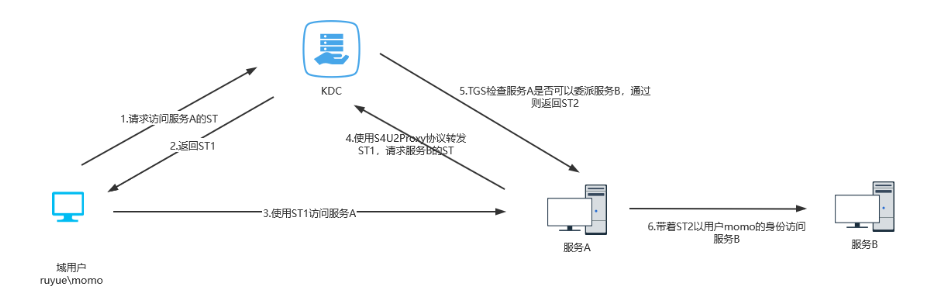 KDC
5.TGS检查服务A是否可以委派服务B，通过
则返回ST2
1.请求访问服务A的ST
2.返回ST1
4.使用S4U2Proxy协议转发
ST1，请求服务B的ST
3.使用ST1访问服务A
6.带着ST2以用户momo的身份访问
服务B
服务A
服务B
域用户
ruyue\momo